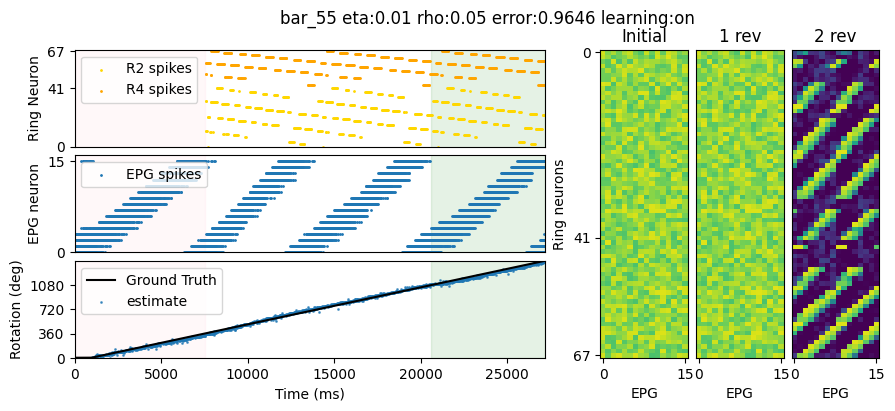 bar_55 eta:0.01 rho:0.05 error:0.9646 learning:on
Ring Neuron
67
41
0
R2 spikes
R4 spikes
EPG neuron
15
0
EPG spikes
Rotation (deg)
1080
720
360
0
Ground Truth
estimate
0 5000 10000 15000 20000 25000
Time (ms)
Initial 1 rev 2 rev
Ring neurons
0
41
67
0 15 0 15 0 15
EPG EPG EPG